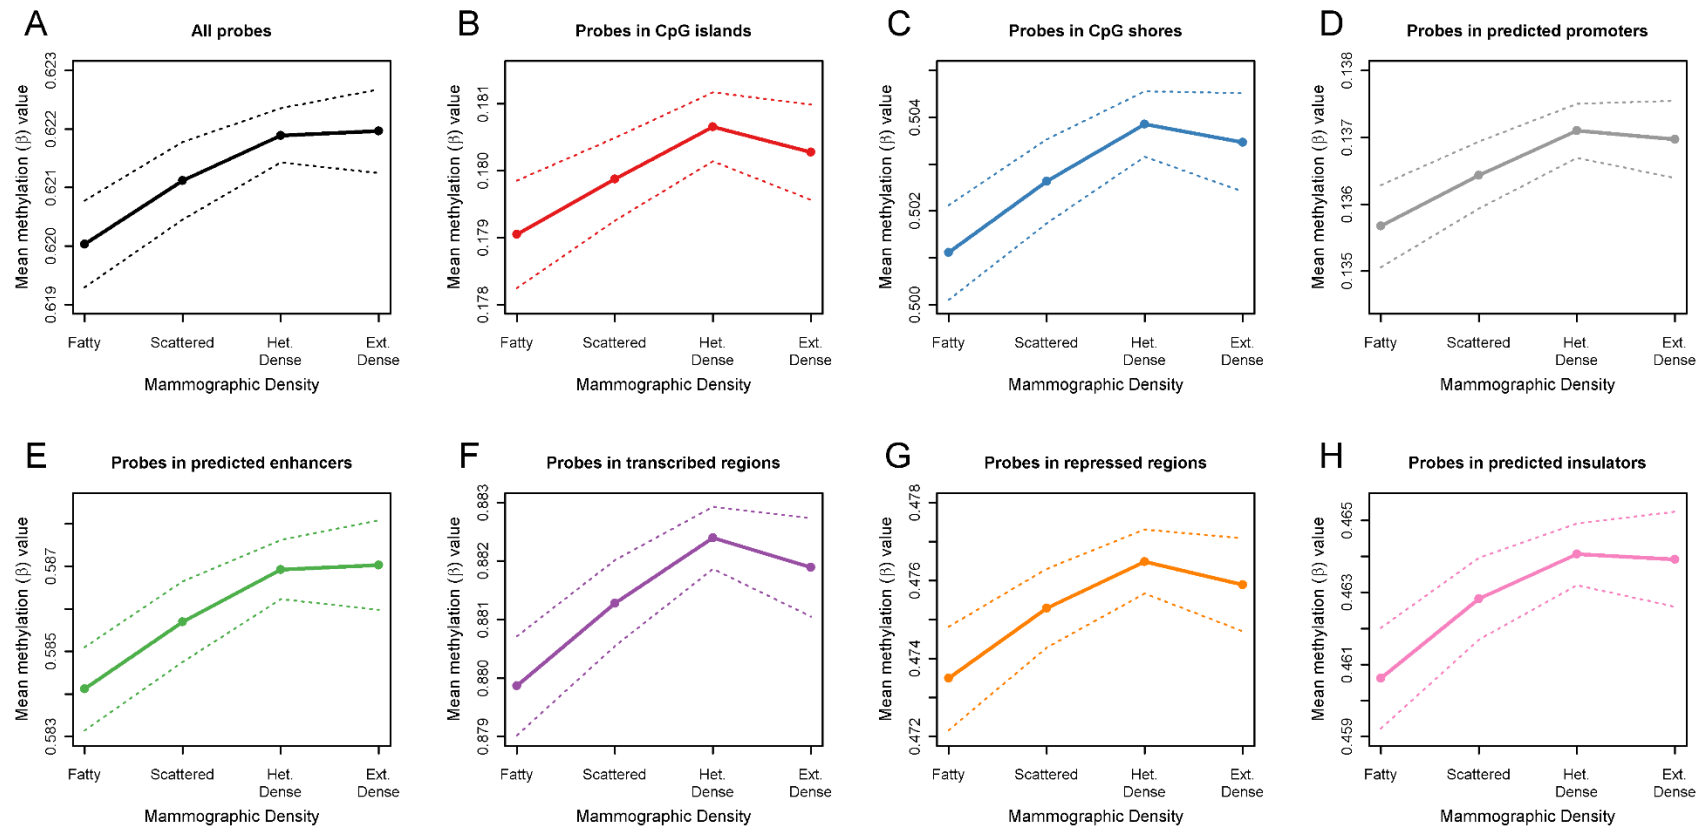 A
All probes
Mean methylation (β) value
0.623
0.622
0.621
0.620
0.619
Fatty
Scattered
Het.
Dense
Ext.
Dense
Mammographic Density
B
Probes in CpG islands
Mean methylation (β) value
0.181
0.180
0.179
0.178
Fatty
Scattered
Het.
Dense
Ext.
Dense
Mammographic Density
C
Probes in CpG shores
Mean methylation (β) value
0.504
0.502
0.500
Fatty
Scattered
Het.
Dense
Ext.
Dense
Mammographic Density
D
Probes in predicted promoters
Mean methylation (β) value
0.138
0.137
0.136
0.135
Fatty
Scattered
Het.
Dense
Ext.
Dense
Mammographic Density
E
Probes in predicted enhancers
Mean methylation (β) value
0.587
0.585
0.583
Fatty
Scattered
Het.
Dense
Ext.
Dense
Mammographic Density
F
Probes in transcribed regions
Mean methylation (β) value
0.883
0.882
0.881
0.880
0.879
Fatty
Scattered
Het.
Dense
Ext.
Dense
Mammographic Density
G
Probes in repressed regions
Mean methylation (β) value
0.478
0.476
0.474
0.472
Fatty
Scattered
Het.
Dense
Ext.
Dense
Mammographic Density
H
Probes in predicted insulators
Mean methylation (β) value
0.465
0.463
0.461
0.459
Fatty
Scattered
Het.
Dense
Ext.
Dense
Mammographic Density